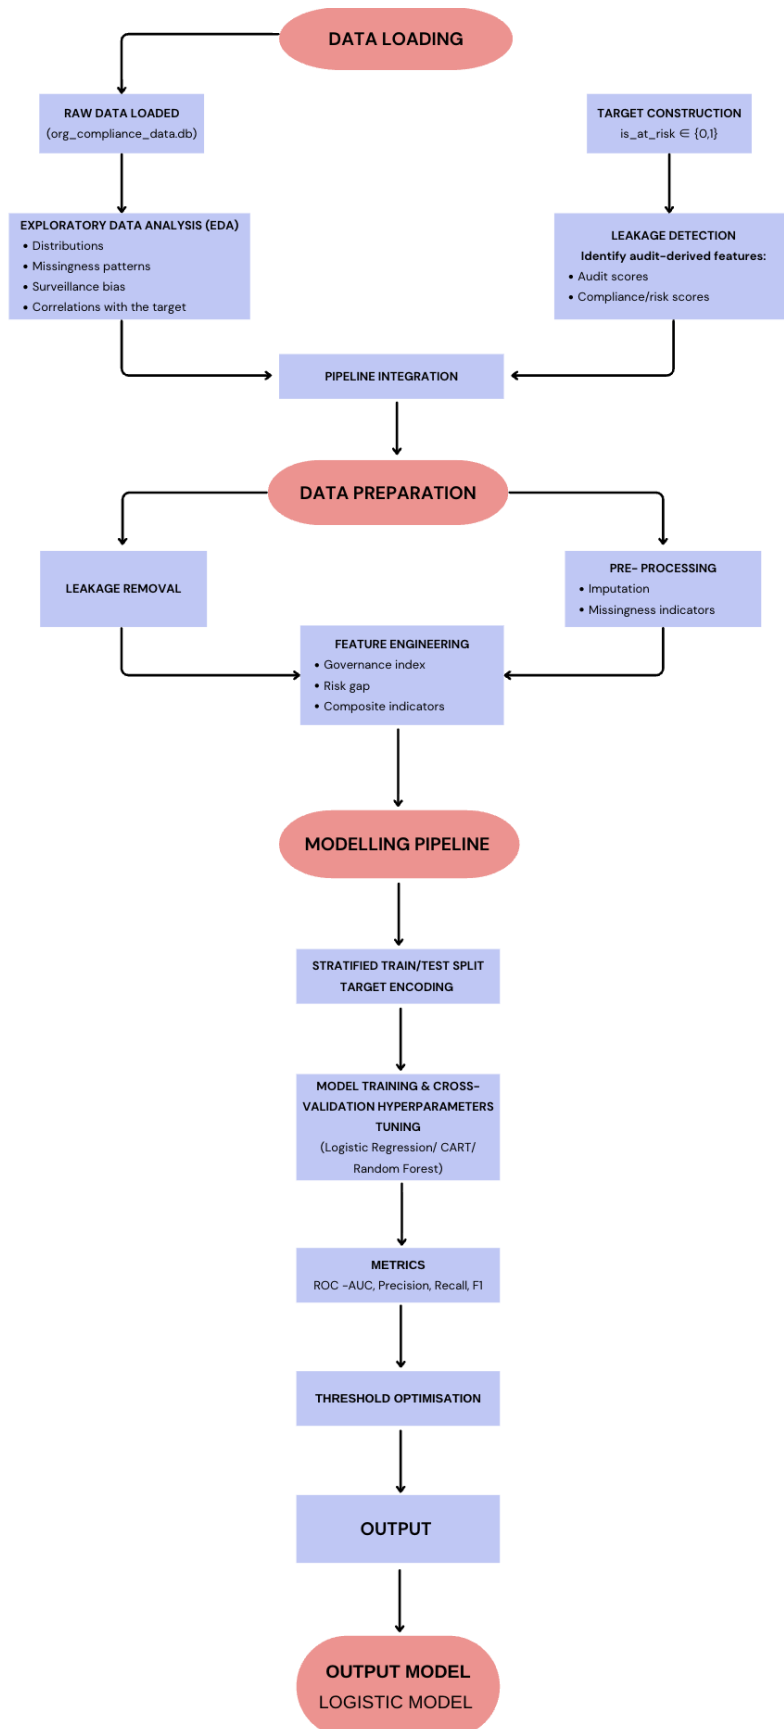 DATA LOADING
RAW DATA LOADED
(org_compliance_data.db)
TARGET CONSTRUCTION
is_at_risk ∈ {0,1}
EXPLORATORY DATA ANALYSIS (EDA)
• Distributions
• Missingness patterns
• Surveillance bias
• Correlations with the target
LEAKAGE DETECTION
Identify audit-derived features:
• Audit scores
• Compliance/risk scores
PIPELINE INTEGRATION
DATA PREPARATION
LEAKAGE REMOVAL
PRE- PROCESSING
• Imputation
• Missingness indicators
FEATURE ENGINEERING
• Governance index
• Risk gap
• Composite indicators
MODELLING PIPELINE
STRATIFIED TRAIN/TEST SPLIT
TARGET ENCODING
MODEL TRAINING & CROSS-
VALIDATION HYPERPARAMETERS
TUNING
(Logistic Regression/ CART/
Random Forest)
METRICS
ROC -AUC, Precision, Recall, F1
THRESHOLD OPTIMISATION
OUTPUT
OUTPUT MODEL
LOGISTIC MODEL